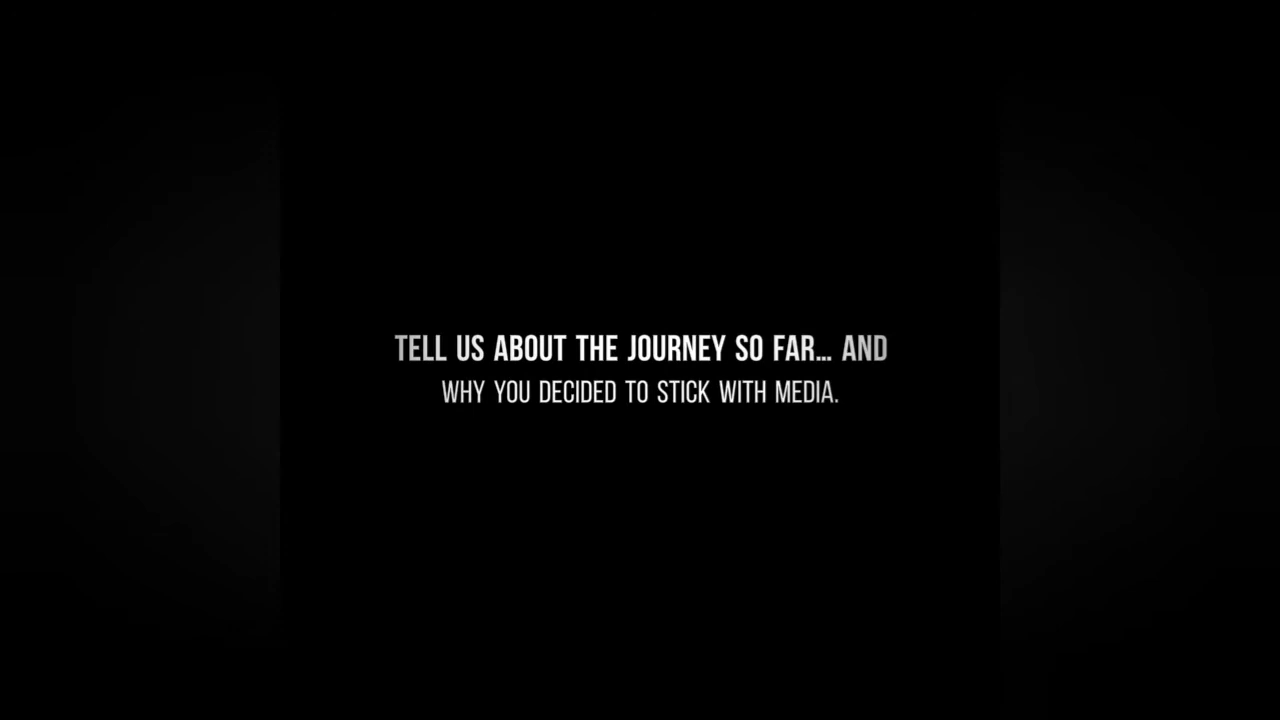 TELL US ABOUT THE JOURNEY SO FAR... AND
WHY YOU DECIDED TO STICK WITH MEDIA.